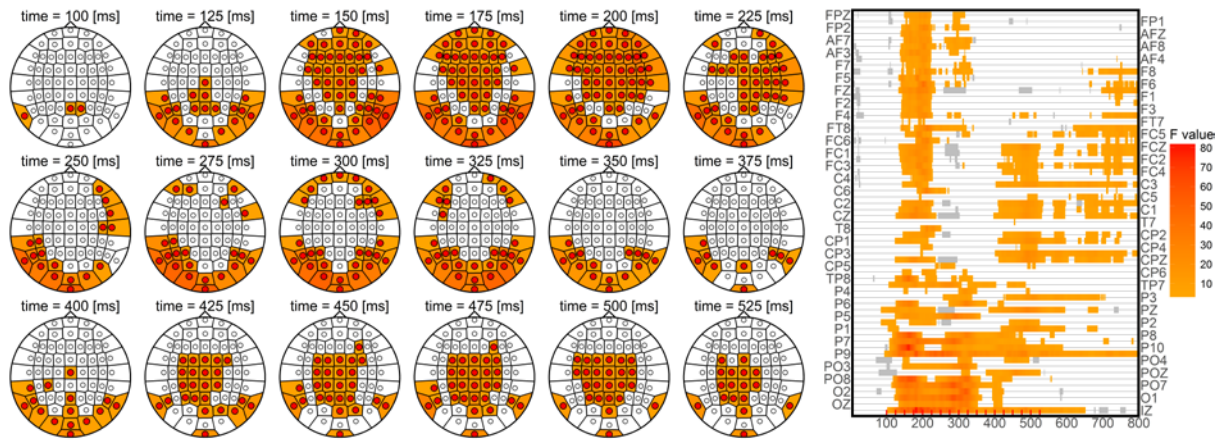 time = 100 [ms] time = 125 [ms] time = 150 [ms] time = 175 [ms] time = 200 [ms] time = 225 [ms]
time = 250 [ms] time = 275 [ms] time = 300 [ms] time = 325 [ms] time = 350 [ms] time = 375 [ms]
time = 400 [ms] time = 425 [ms] time = 450 [ms] time = 475 [ms] time = 500 [ms] time = 525 [ms]
FPZ
FP2
AF7
AF3
F7
F5
FZ
F2
F4
FT8
FC6
FC1
FC3
C4
C6
C2
CZ
T8
CP1
CP3
CP5
TP8
P4
P6
P5
P1
P7
P9
PO3
PO8
O2
OZ
FP1
AFZ
AF8
AF4
F8
F6
F1
F3
FT7
FC5
FCZ
FC2
FC4
C3
C5
C1
T7
CP2
CP4
CPZ
CP6
TP7
P3
PZ
P2
P8
P10
PO4
POZ
PO7
O1
IZ
100 200 300 400 500 600 700 800
F value
80
70
60
50
40
30
20
10